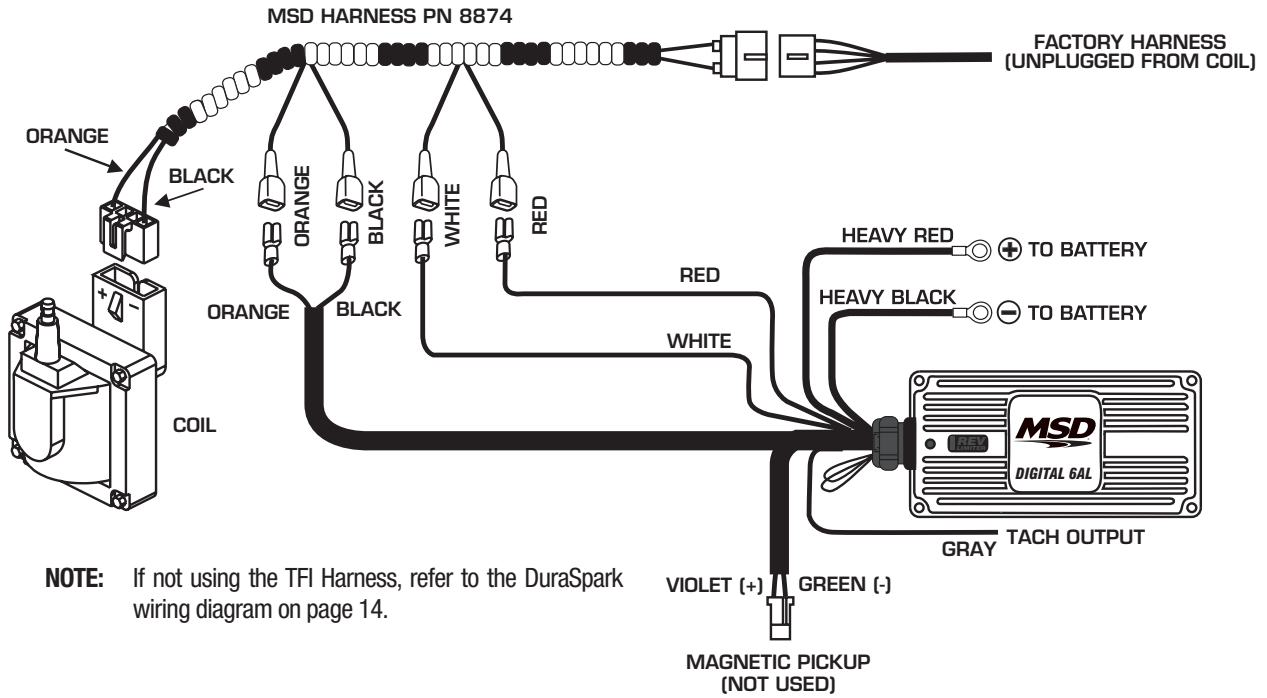 MSD HARNESS PN 8874
FACTORY HARNESS
(UNPLUGGED FROM COIL)
ORANGE
BLACK
ORANGE
BLACK
WHITE
RED
HEAVY RED
+ TO BATTERY
RED
HEAVY BLACK
- TO BATTERY
ORANGE
BLACK
WHITE
+ -
COIL
REV
LIMITER
MSD
DIGITAL 6AL
GRAY
TACH OUTPUT
NOTE: If not using the TFI Harness, refer to the DuraSpark
wiring diagram on page 14.
VIOLET (+)
GREEN (-)
MAGNETIC PICKUP
(NOT USED)